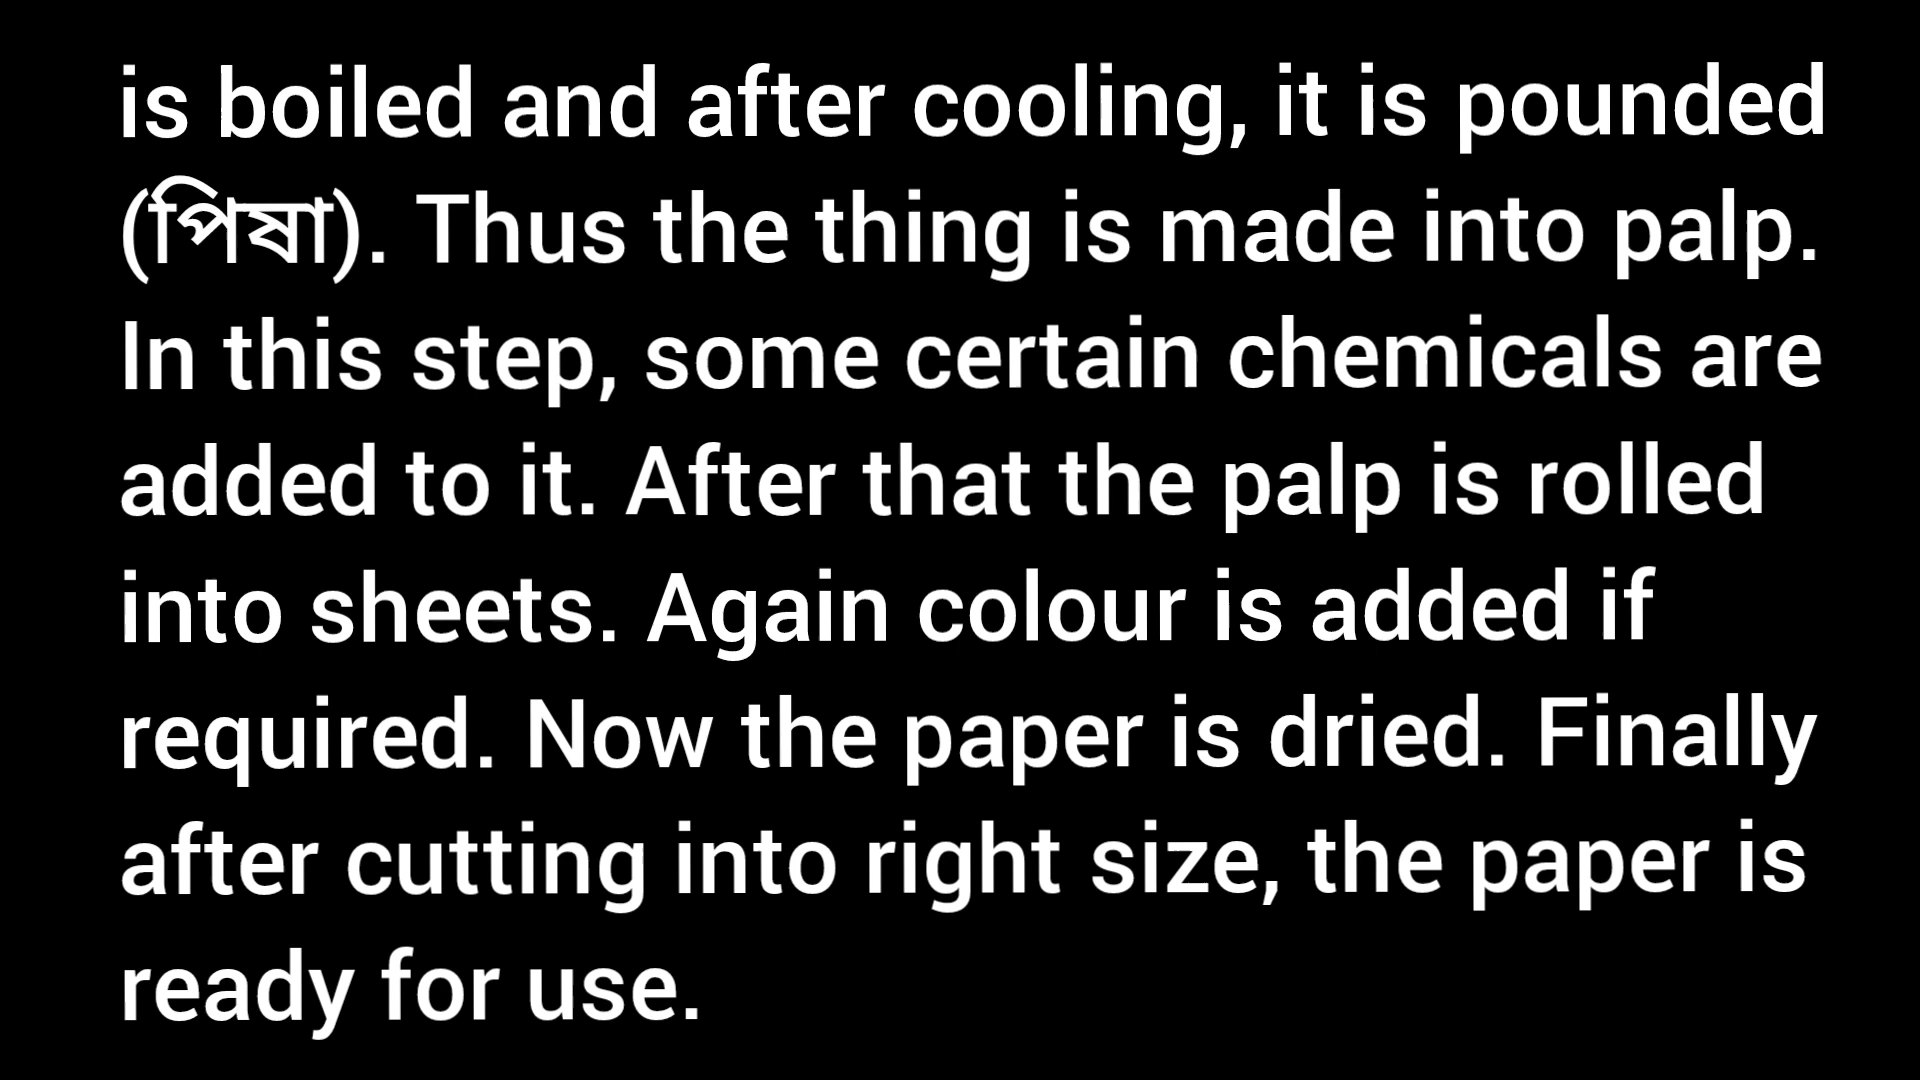 is boiled and after cooling, it is pounded
(পিষা). Thus the thing is made into palp.
In this step, some certain chemicals are
added to it. After that the palp is rolled
into sheets. Again colour is added if
required. Now the paper is dried. Finally
after cutting into right size, the paper is
ready for use.